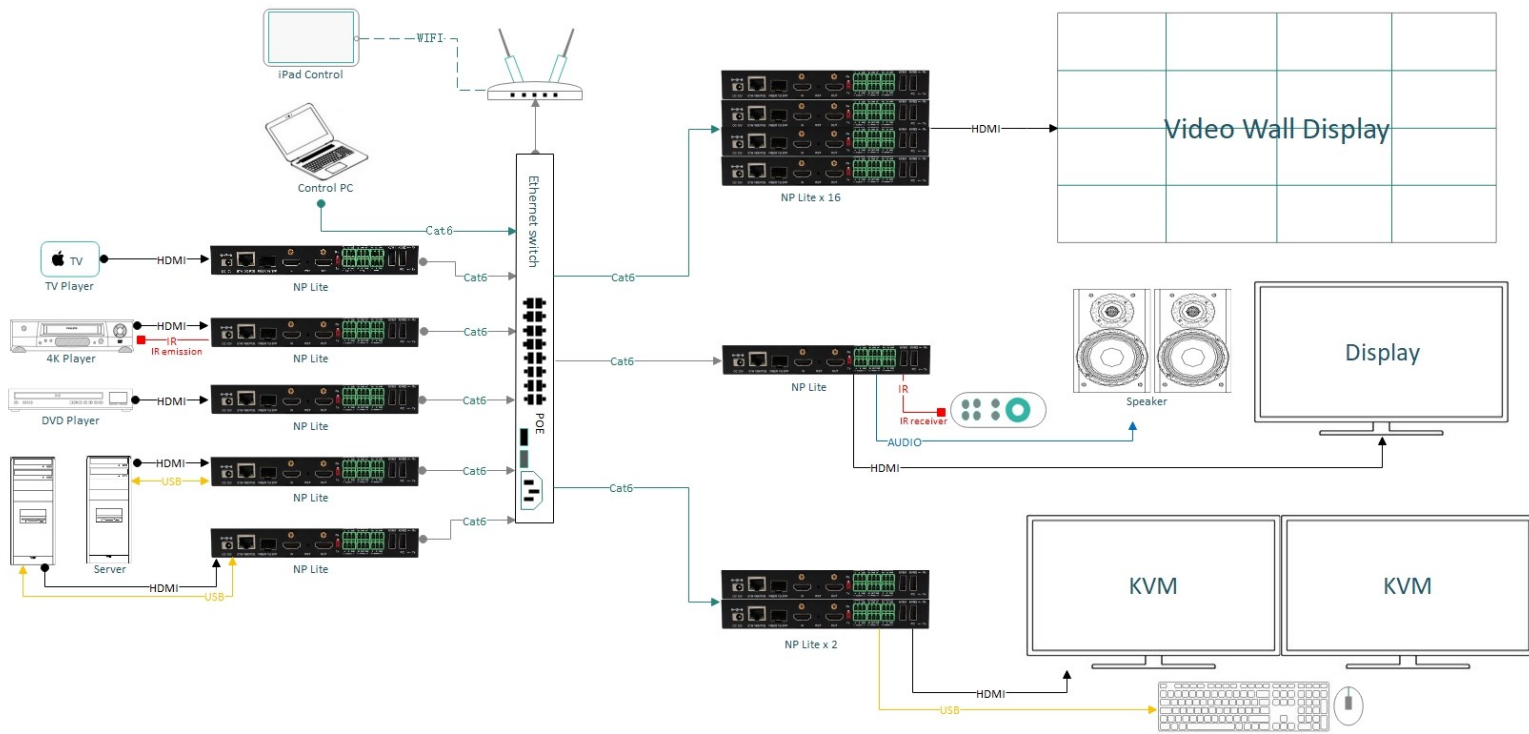 WIFI
iPad Control
Control PC
Cat6
Ethernet switch
POE
TV
TV Player
HDMI
NP Lite
Cat6
4K Player
HDMI
IR
IR emission
NP Lite
Cat6
DVD Player
HDMI
NP Lite
Cat6
Server
HDMI
USB
NP Lite
Cat6
HDMI
USB
NP Lite
Cat6
Cat6
NP Lite x 16
HDMI
Video Wall Display
Cat6
NP Lite
IR
IR receiver
AUDIO
HDMI
Speaker
Display
Cat6
NP Lite x 2
HDMI
USB
KVM
KVM